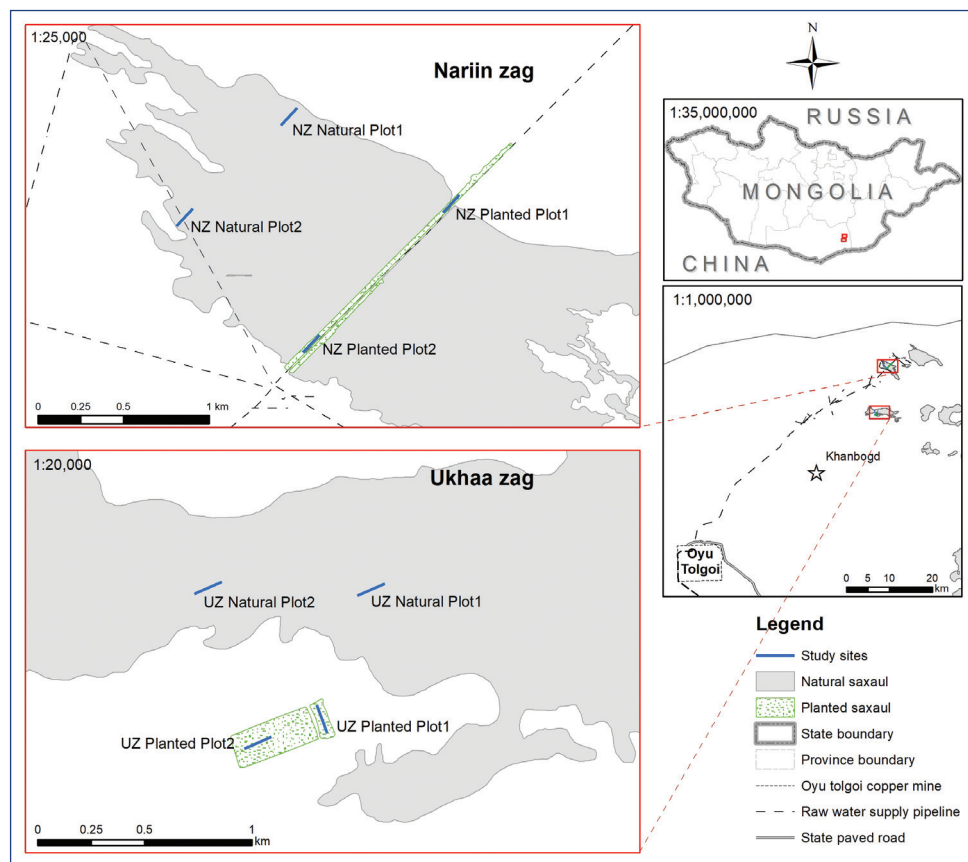 1:25,000
Nariin zag
NZ Natural Plot1
NZ Planted Plot1
NZ Natural Plot2
NZ Planted Plot2
0 0.25 0.5 1 km
1:20,000
Ukhaa zag
UZ Natural Plot2
UZ Natural Plot1
UZ Planted Plot1
UZ Planted Plot2
0 0.25 0.5 1
km
N
1:35,000,000
RUSSIA
MONGOLIA
CHINA
1:1,000,000
Khanbogd
Oyu
Tolgoi
0 5 10 20
km
Legend
Study sites
Natural saxaul
Planted saxaul
State boundary
Province boundary
Oyu tolgoi copper mine
Raw water supply pipeline
State paved road